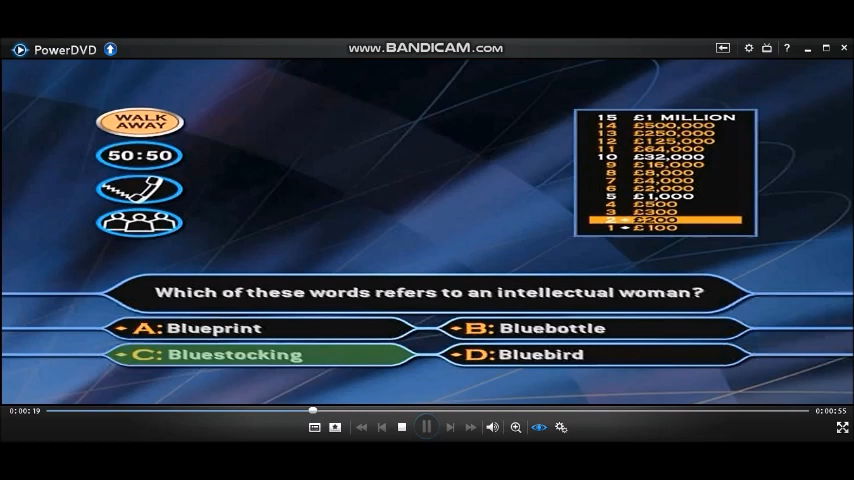 PowerDVD
www.BANDICAM.com
?
WALK
AWAY
50:50
15 £1 MILLION
14 £500,000
13 £250,000
12 £125,000
11 £64,000
10 £32,000
9 £16,000
8 £8,000
7 £4,000
6 £2,000
5 £1,000
4 £500
3 £300
2 £200
1 £100
Which of these words refers to an intellectual woman?
A: Blueprint
B: Bluebottle
C: Bluestocking
D: Bluebird
0:00:19
0:00:55